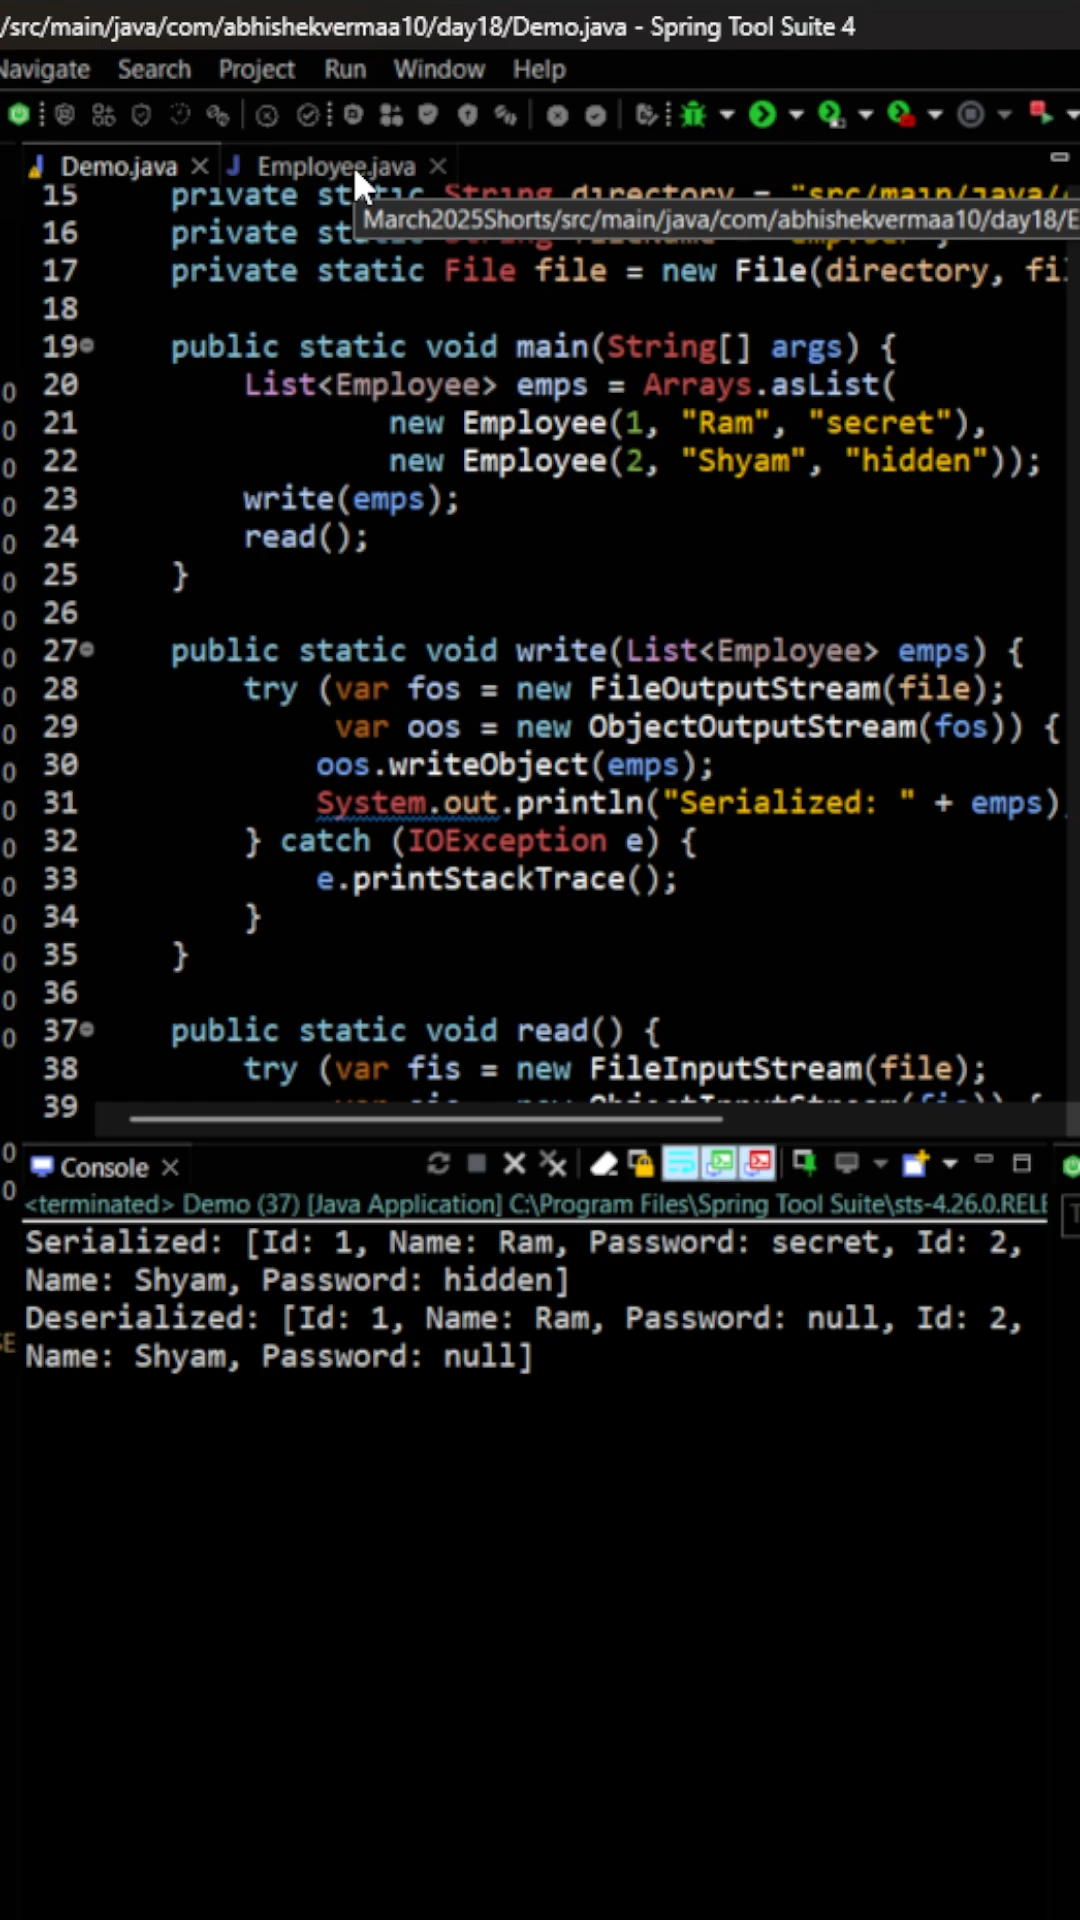 /src/main/java/com/abhishekvermaa10/day18/Demo.java - Spring Tool Suite 4
Navigate Search Project Run Window Help
Demo.java Employee.java
15 private static String directory = "src/main/java/
March2025Shorts/src/main/java/com/abhishekvermaa10/day18/E
16 private
17 private static File file = new File(directory, fil
18
19 public static void main(String[] args) {
20 List<Employee> emps = Arrays.asList(
21 new Employee(1, "Ram", "secret"),
22 new Employee(2, "Shyam", "hidden"));
23 write(emps);
24 read();
25 }
26
27 public static void write(List<Employee> emps) {
28 try (var fos = new FileOutputStream(file);
29 var oos = new ObjectOutputStream(fos)) {
30 oos.writeObject(emps);
31 System.out.println("Serialized: " + emps)
32 } catch (IOException e) {
33 e.printStackTrace();
34 }
35 }
36
37 public static void read() {
38 try (var fis = new FileInputStream(file);
39
Console
<terminated> Demo (37) [Java Application] C:\Program Files\Spring Tool Suite\sts-4.26.0.RELE
Serialized: [Id: 1, Name: Ram, Password: secret, Id: 2,
Name: Shyam, Password: hidden]
Deserialized: [Id: 1, Name: Ram, Password: null, Id: 2,
Name: Shyam, Password: null]